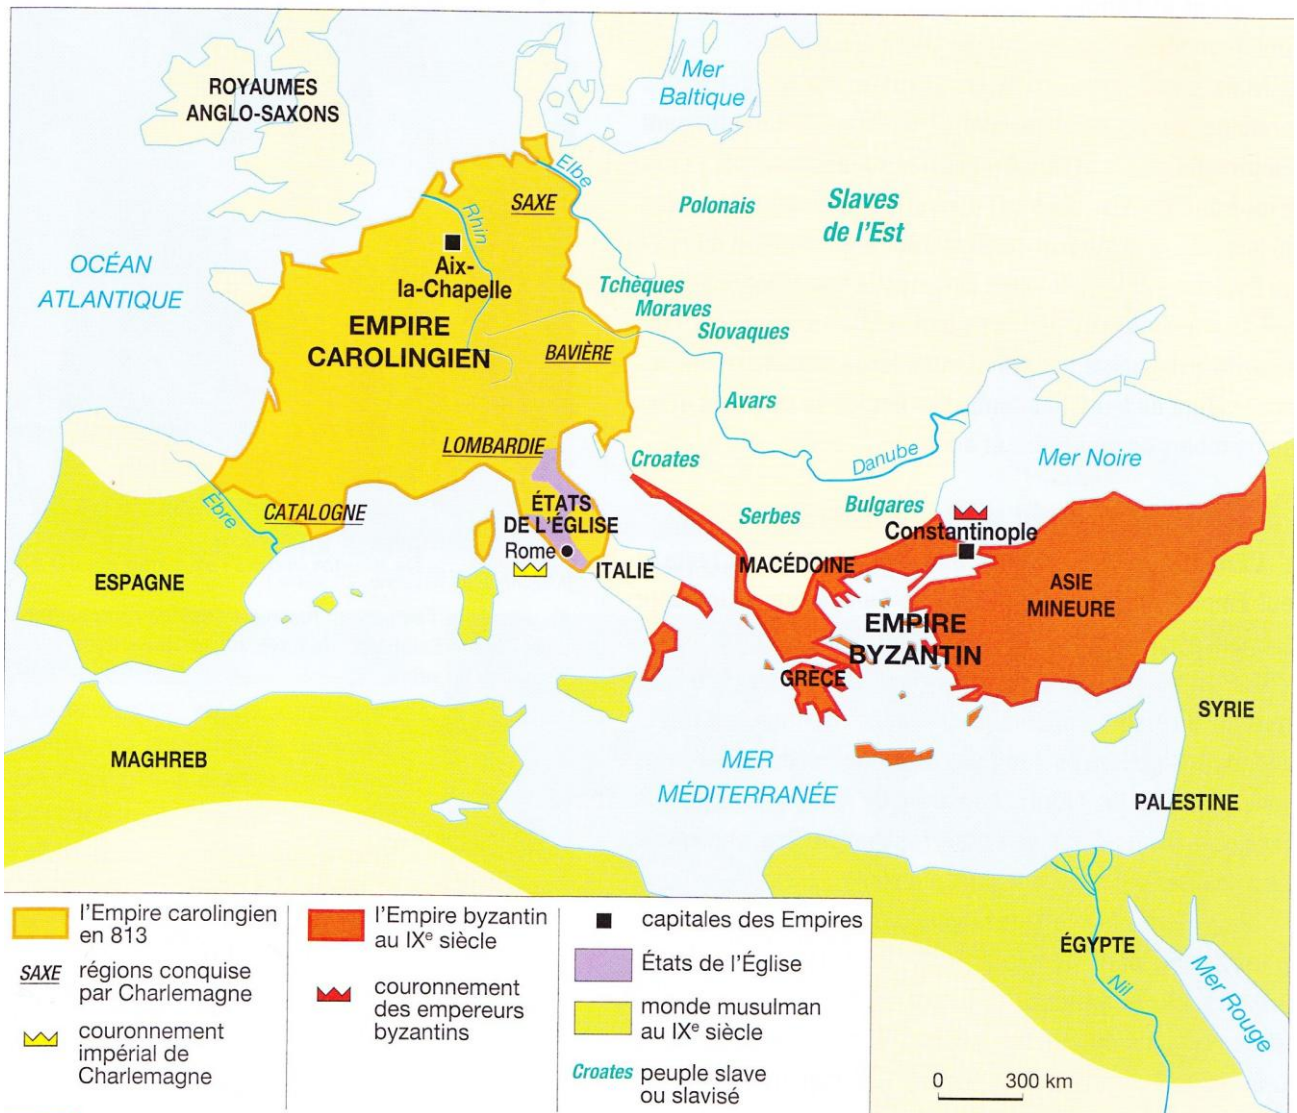 ROYAUMES
ANGLO-SAXONS
Mer
Baltique
Elbe
SAXE
Polonais
Slaves
de l'Est
Rhin
OCÉAN
ATLANTIQUE
Aix-
la-Chapelle
Tchèques
Moraves
Slovaques
EMPIRE
CAROLINGIEN
BAVIÈRE
Avars
LOMBARDIE
Croates
Danube
Mer Noire
Èbre
CATALOGNE
ÉTATS
DE L'ÉGLISE
Serbes
Bulgares
Constantinople
Rome
ITALIE
MACÉDOINE
ESPAGNE
ASIE
MINEURE
EMPIRE
BYZANTIN
GRÈCE
SYRIE
MAGHREB
MER
MÉDITERRANÉE
PALESTINE
ÉGYPTE
Nil
Mer Rouge
l'Empire carolingien
en 813
SAXE régions conquise
par Charlemagne
couronnement
impérial de
Charlemagne
l'Empire byzantin
au IXe siècle
couronnement
des empereurs
byzantins
capitales des Empires
États de l'Église
monde musulman
au IXe siècle
Croates peuple slave
ou slavisé
0 300 km